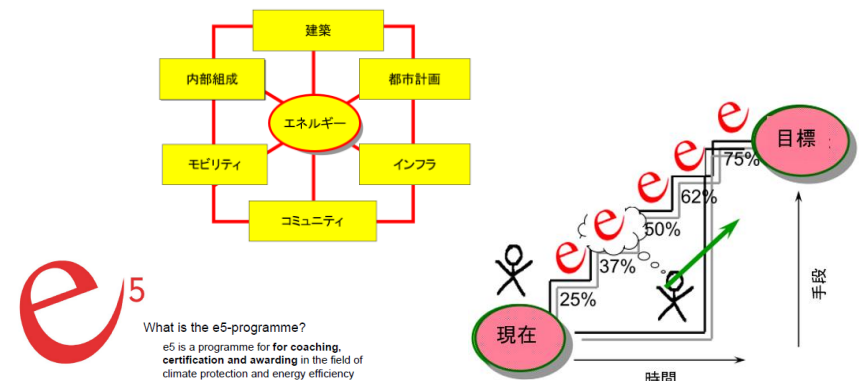 建築
内部組成
都市計画
エネルギー
モビリティ
インフラ
コミュニティ
e5
What is the e5-programme?
e5 is a programme for for coaching,
certification and awarding in the field of
climate protection and energy efficiency
現在
目標
e
25%
e
37%
e
50%
e
62%
e
75%
時間
手段